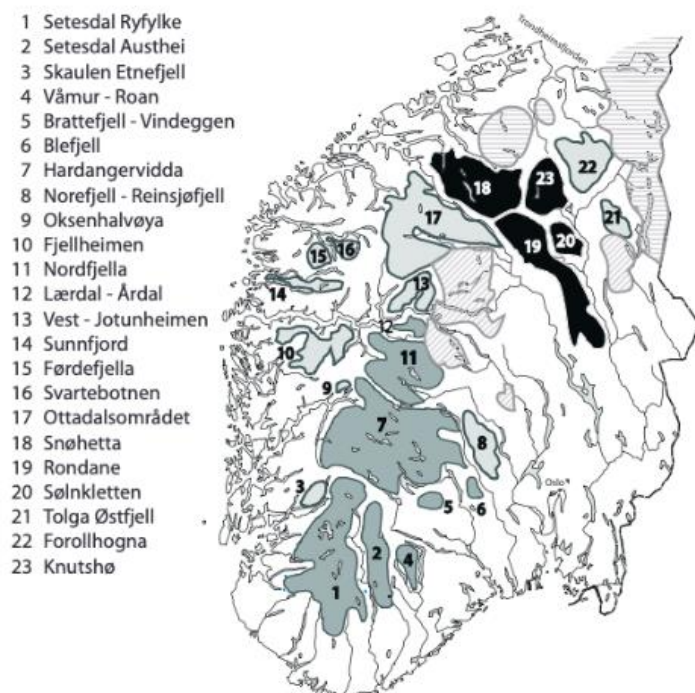 1 Setesdal Ryfylke
2 Setesdal Austhei
3 Skaulen Etnefjell
4 Våmur - Roan
5 Brattefjell - Vindeggen
6 Blefjell
7 Hardangervidda
8 Norefjell - Reinsjøfjell
9 Oksenhalvøya
10 Fjellheimen
11 Nordfjella
12 Lærdal - Årdal
13 Vest - Jotunheimen
14 Sunnfjord
15 Førdefjella
16 Svartebotnen
17 Ottadalsområdet
18 Snøhetta
19 Rondane
20 Sølnkletten
21 Tolga Østfjell
22 Forollhogna
23 Knutshø
Trondheimsfjorden
22
18
23
17
21
19
20
15
16
14
13
12
10
11
9
7
8
3
5
6
Oslo
2
4
1